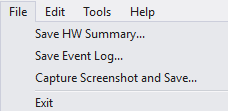 File Edit Tools Help
Save HW Summary...
Save Event Log...
Capture Screenshot and Save...
Exit